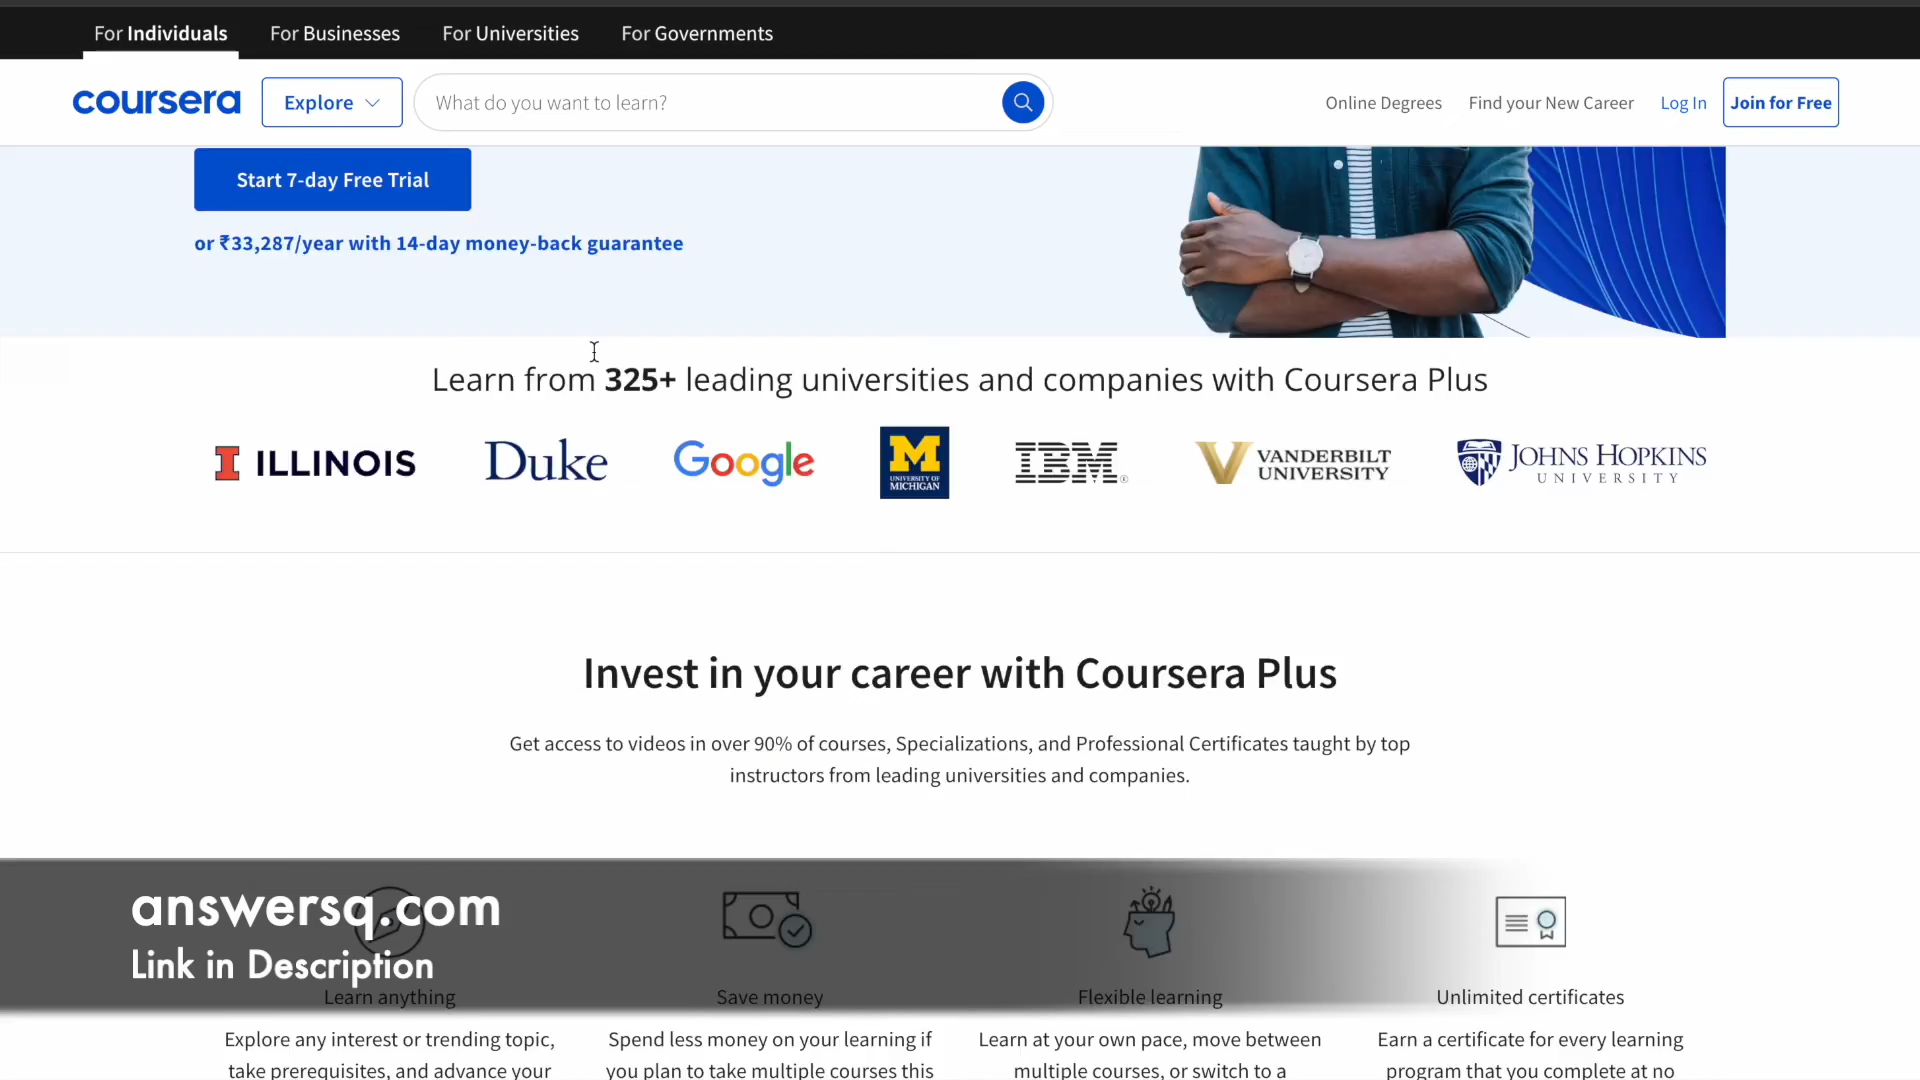 For Individuals For Businesses For Universities For Governments
coursera Explore What do you want to learn? Online Degrees Find your New Career Log In Join for Free
Start 7-day Free Trial
or ₹33,287/year with 14-day money-back guarantee
Learn from 325+ leading universities and companies with Coursera Plus
I ILLINOIS Duke Google M UNIVERSITY OF MICHIGAN IBM® V VANDERBILT UNIVERSITY JOHNS HOPKINS UNIVERSITY
Invest in your career with Coursera Plus
Get access to videos in over 90% of courses, Specializations, and Professional Certificates taught by top
instructors from leading universities and companies.
answersq.com
Link in Description
Learn anything Save money Flexible learning Unlimited certificates
Explore any interest or trending topic, Spend less money on your learning if Learn at your own pace, move between Earn a certificate for every learning
take prerequisites, and advance your you plan to take multiple courses this multiple courses, or switch to a program that you complete at no